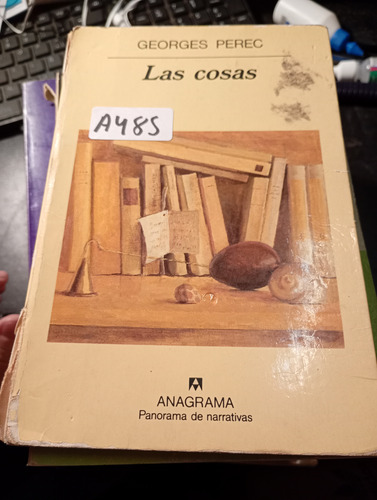 GEORGES PEREC
Las cosas
A485
ANAGRAMA
Panorama de narrativas